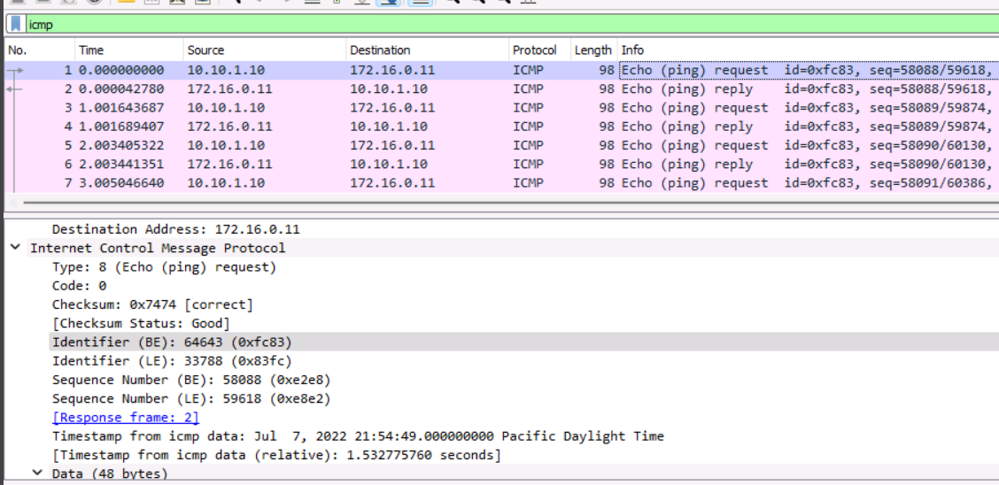 icmp
No. Time Source Destination Protocol Length Info
1 0.000000000 10.10.1.10 172.16.0.11 ICMP 98 Echo (ping) request id=0xfc83, seq=58088/59618,
2 0.000042780 172.16.0.11 10.10.1.10 ICMP 98 Echo (ping) reply id=0xfc83, seq=58088/59618,
3 1.001643687 10.10.1.10 172.16.0.11 ICMP 98 Echo (ping) request id=0xfc83, seq=58089/59874,
4 1.001689407 172.16.0.11 10.10.1.10 ICMP 98 Echo (ping) reply id=0xfc83, seq=58089/59874,
5 2.003405322 10.10.1.10 172.16.0.11 ICMP 98 Echo (ping) request id=0xfc83, seq=58090/60130,
6 2.003441351 172.16.0.11 10.10.1.10 ICMP 98 Echo (ping) reply id=0xfc83, seq=58090/60130,
7 3.005046640 10.10.1.10 172.16.0.11 ICMP 98 Echo (ping) request id=0xfc83, seq=58091/60386,
Destination Address: 172.16.0.11
Internet Control Message Protocol
Type: 8 (Echo (ping) request)
Code: 0
Checksum: 0x7474 [correct]
[Checksum Status: Good]
Identifier (BE): 64643 (0xfc83)
Identifier (LE): 33788 (0x83fc)
Sequence Number (BE): 58088 (0xe2e8)
Sequence Number (LE): 59618 (0xe8e2)
[Response frame: 2]
Timestamp from icmp data: Jul 7, 2022 21:54:49.000000000 Pacific Daylight Time
[Timestamp from icmp data (relative): 1.532775760 seconds]
Data (48 bytes)